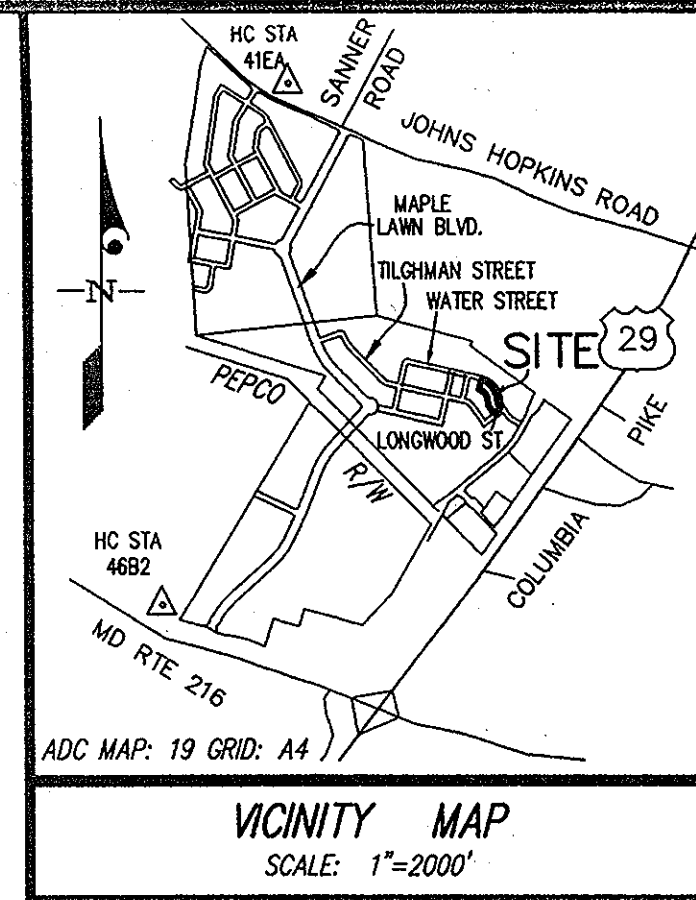 HC STA
41EA
SANNER
ROAD
JOHNS HOPKINS ROAD
MAPLE
LAWN BLVD.
TILGHMAN STREET
WATER STREET
N
SITE
29
PEPCO
R/W
LONGWOOD ST.
PIKE
COLUMBIA
HC STA
46B2
MD RTE 216
ADC MAP: 19 GRID: A4
VICINITY MAP
SCALE: 1"=2000'